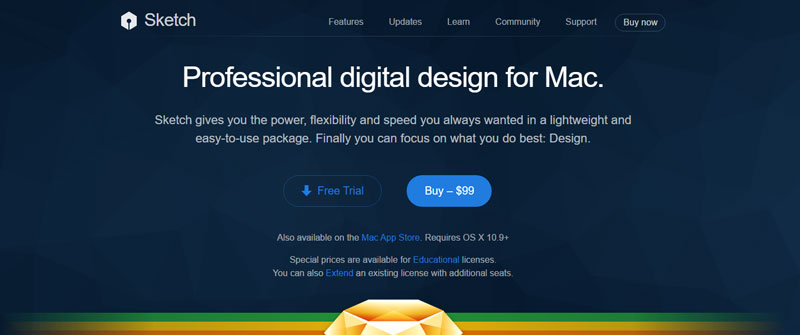 Sketch
Features Updates Learn Community Support Buy now
Professional digital design for Mac.
Sketch gives you the power, flexibility and speed you always wanted in a lightweight and
easy-to-use package. Finally you can focus on what you do best: Design.
Free Trial Buy – $99
Also available on the Mac App Store. Requires OS X 10.9+
Special prices are available for Educational licenses.
You can also Extend an existing license with additional seats.